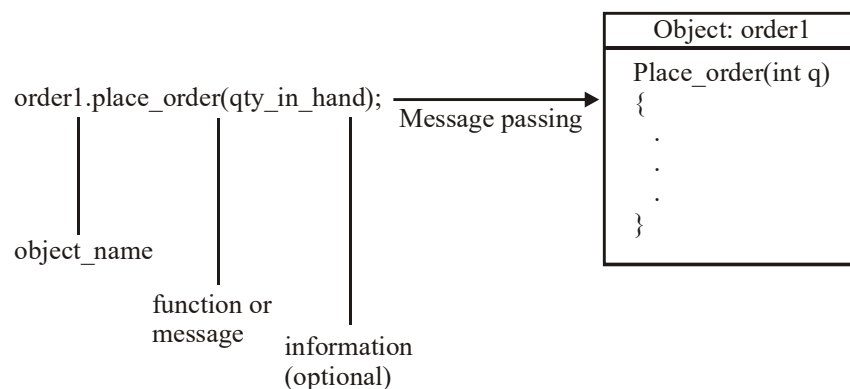 order1.place_order(qty_in_hand);
Message passing
Object: order1
Place_order(int q)
{
.
.
.
}
object_name
function or
message
information
(optional)